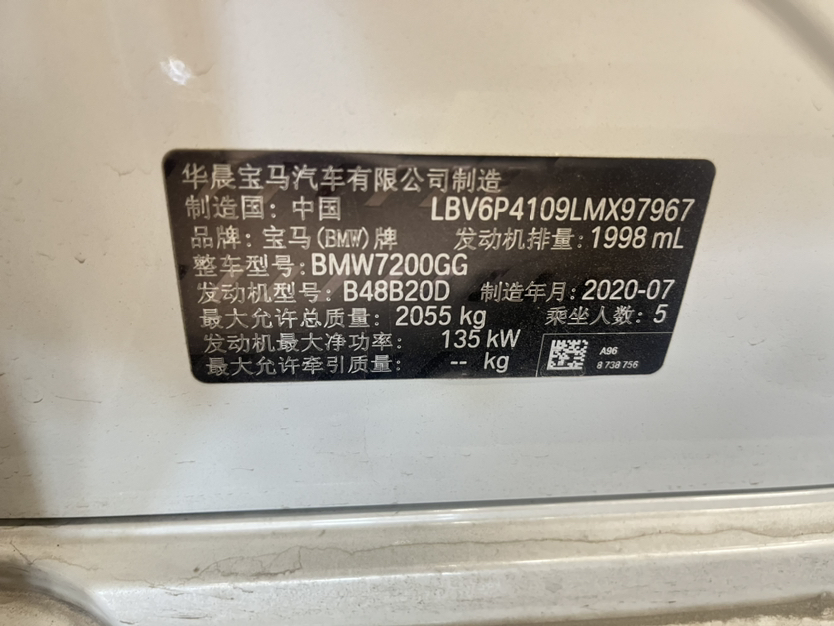 华晨宝马汽车有限公司制造
制造国: 中国 LBV6P4109LMX97967
品牌: 宝马(BMW)牌 发动机排量: 1998 mL
整车型号: BMW7200GG
发动机型号: B48B20D 制造年月: 2020-07
最大允许总质量: 2055 kg 乘坐人数: 5
发动机最大净功率: 135 kW
最大允许牵引质量: -- kg
A96
8 738 756